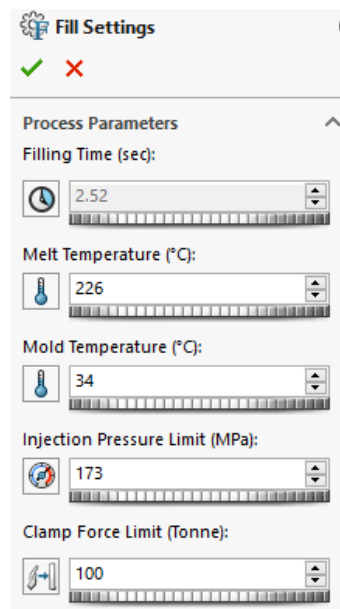 Fill Settings
Process Parameters
Filling Time (sec):
2.52
Melt Temperature (°C):
226
Mold Temperature (°C):
34
Injection Pressure Limit (MPa):
173
Clamp Force Limit (Tonne):
100